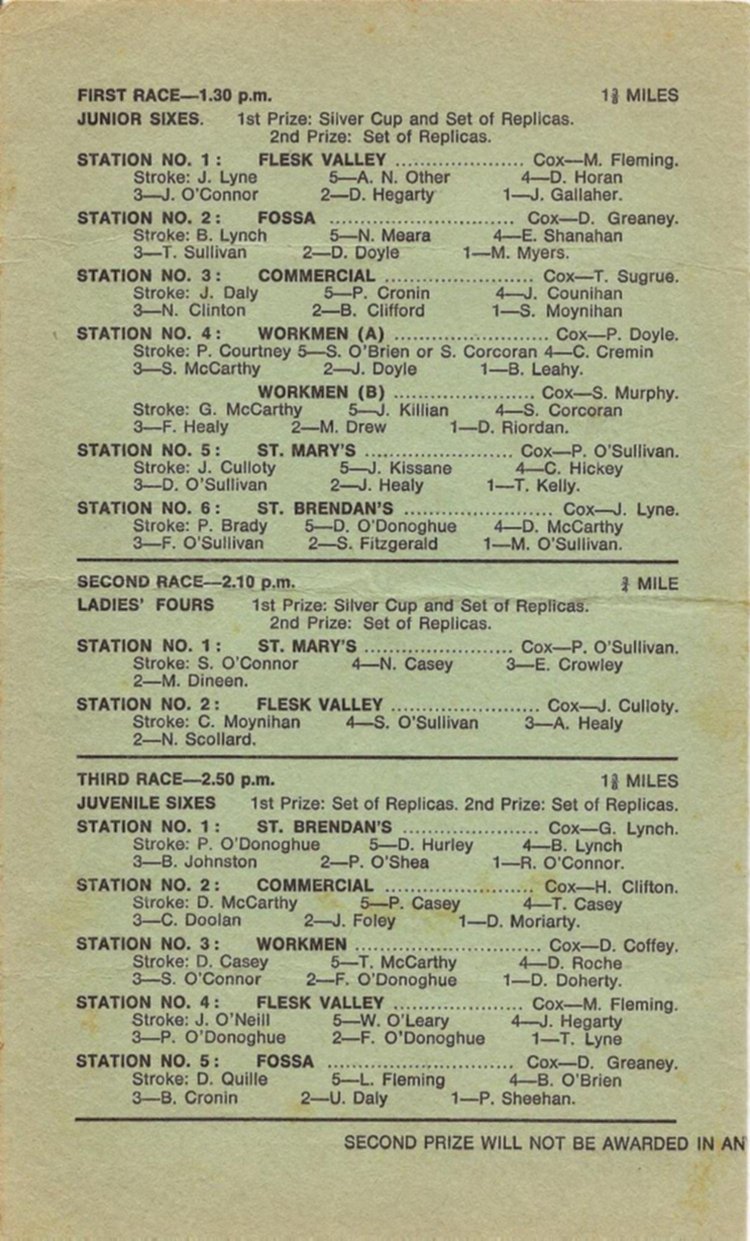 FIRST RACE—1.30 p.m. 1⅜ MILES
JUNIOR SIXES. 1st Prize: Silver Cup and Set of Replicas.
2nd Prize: Set of Replicas.
STATION NO. 1: FLESK VALLEY ..................... Cox—M. Fleming.
Stroke: J. Lyne 5—A. N. Other 4—D. Horan
3—J. O'Connor 2—D. Hegarty 1—J. Gallaher.
STATION NO. 2: FOSSA .............................. Cox—D. Greaney.
Stroke: B. Lynch 5—N. Meara 4—E. Shanahan
3—T. Sullivan 2—D. Doyle 1—M. Myers.
STATION NO. 3: COMMERCIAL ........................ Cox—T. Sugrue.
Stroke: J. Daly 5—P. Cronin 4—J. Counihan
3—N. Clinton 2—B. Clifford 1—S. Moynihan
STATION NO. 4: WORKMEN (A) ......................... Cox—P. Doyle.
Stroke: P. Courtney 5—S. O'Brien or S. Corcoran 4—C. Cremin
3—S. McCarthy 2—J. Doyle 1—B. Leahy.
WORKMEN (B) ....................... Cox—S. Murphy.
Stroke: G. McCarthy 5—J. Killian 4—S. Corcoran
3—F. Healy 2—M. Drew 1—D. Riordan.
STATION NO. 5: ST. MARY'S ........................ Cox—P. O'Sullivan.
Stroke: J. Culloty 5—J. Kissane 4—C. Hickey
3—D. O'Sullivan 2—J. Healy 1—T. Kelly.
STATION NO. 6: ST. BRENDAN'S ........................ Cox—J. Lyne.
Stroke: P. Brady 5—D. O'Donoghue 4—D. McCarthy
3—F. O'Sullivan 2—S. Fitzgerald 1—M. O'Sullivan.
SECOND RACE—2.10 p.m. ¾ MILE
LADIES' FOURS 1st Prize: Silver Cup and Set of Replicas.
2nd Prize: Set of Replicas.
STATION NO. 1: ST. MARY'S ........................ Cox—P. O'Sullivan.
Stroke: S. O'Connor 4—N. Casey 3—E. Crowley
2—M. Dineen.
STATION NO. 2: FLESK VALLEY ........................ Cox—J. Culloty.
Stroke: C. Moynihan 4—S. O'Sullivan 3—A. Healy
2—N. Scollard.
THIRD RACE—2.50 p.m. 1⅜ MILES
JUVENILE SIXES 1st Prize: Set of Replicas. 2nd Prize: Set of Replicas.
STATION NO. 1: ST. BRENDAN'S ...................... Cox—G. Lynch.
Stroke: P. O'Donoghue 5—D. Hurley 4—B. Lynch
3—B. Johnston 2—P. O'Shea 1—R. O'Connor.
STATION NO. 2: COMMERCIAL ........................ Cox—H. Clifton.
Stroke: D. McCarthy 5—P. Casey 4—T. Casey
3—C. Doolan 2—J. Foley 1—D. Moriarty.
STATION NO. 3: WORKMEN .............................. Cox—D. Coffey.
Stroke: D. Casey 5—T. McCarthy 4—D. Roche
3—S. O'Connor 2—F. O'Donoghue 1—D. Doherty.
STATION NO. 4: FLESK VALLEY ..................... Cox—M. Fleming.
Stroke: J. O'Neill 5—W. O'Leary 4—J. Hegarty
3—P. O'Donoghue 2—F. O'Donoghue 1—T. Lyne
STATION NO. 5: FOSSA .............................. Cox—D. Greaney.
Stroke: D. Quille 5—L. Fleming 4—B. O'Brien
3—B. Cronin 2—U. Daly 1—P. Sheehan.
SECOND PRIZE WILL NOT BE AWARDED IN AN